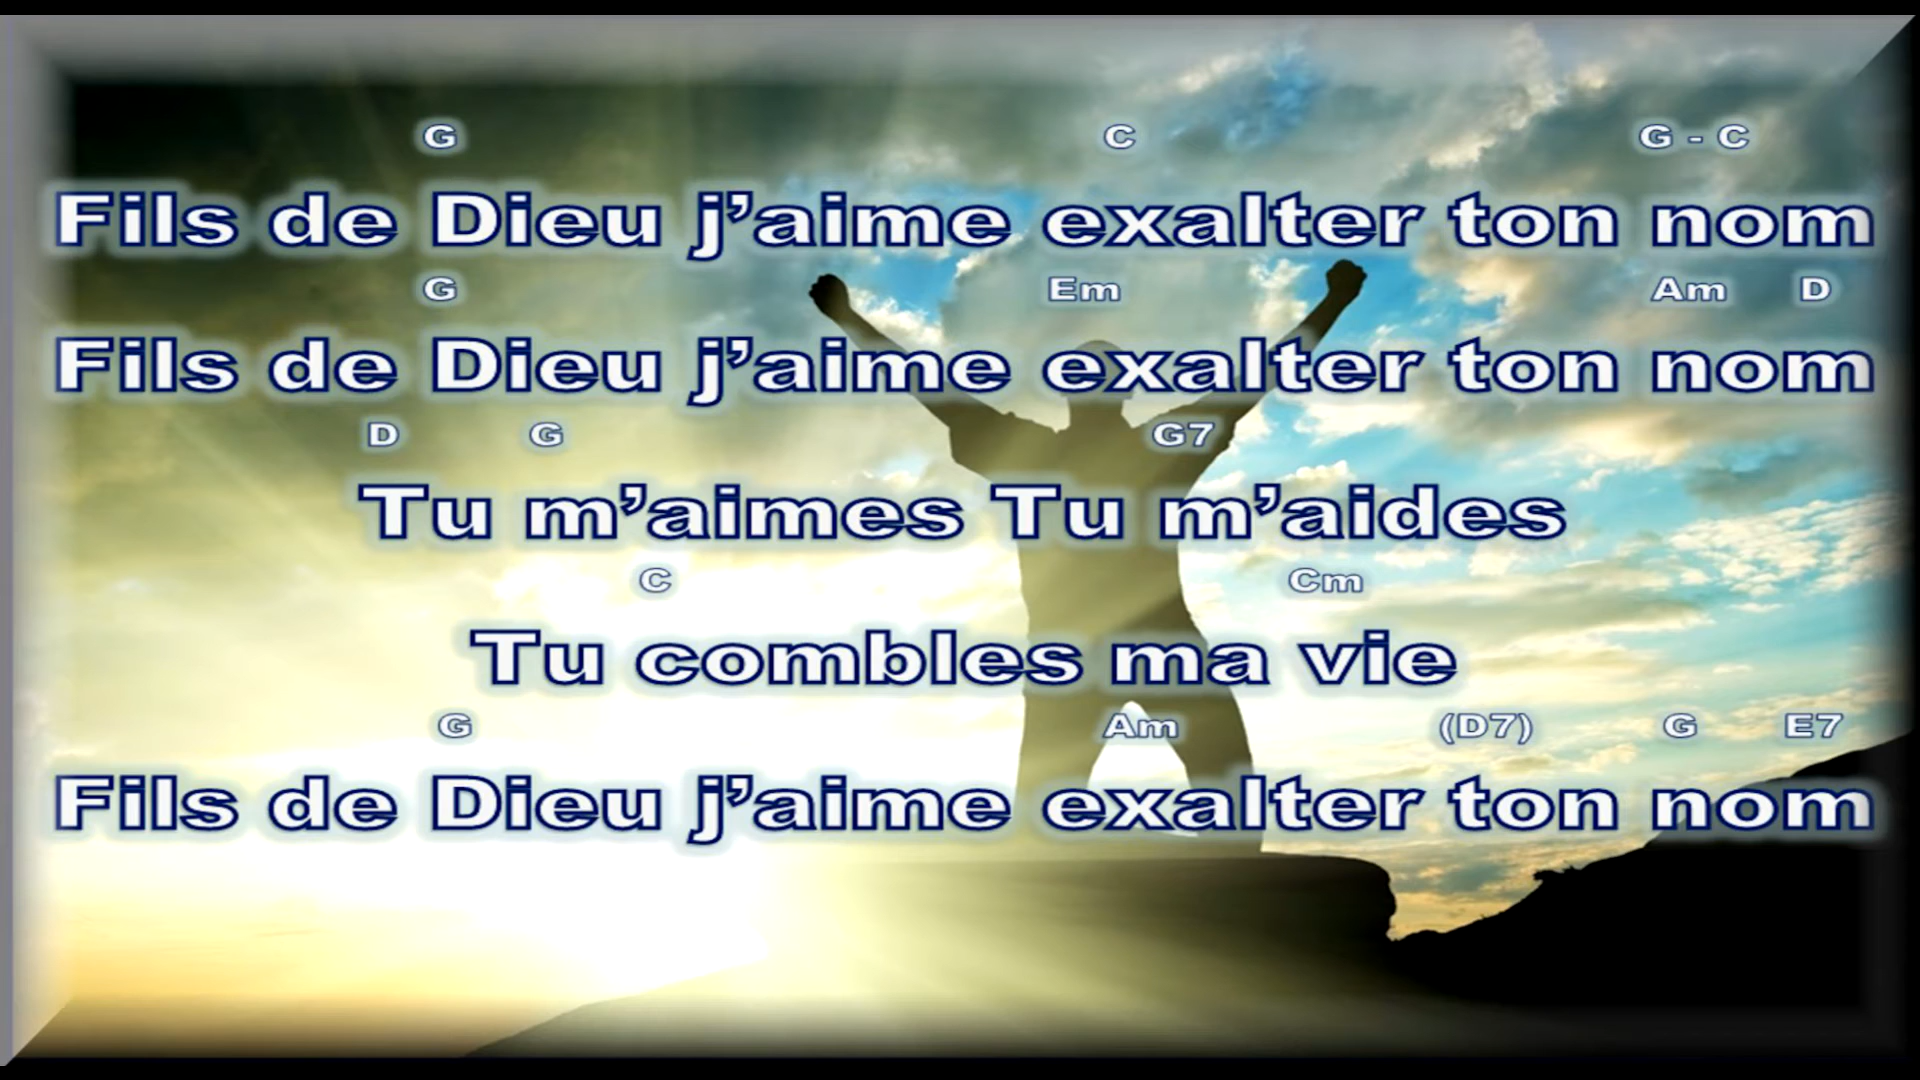 G C G - C
Fils de Dieu j’aime exalter ton nom
G Em Am D
Fils de Dieu j’aime exalter ton nom
D G G7
Tu m’aimes Tu m’aides
C Cm
Tu combles ma vie
G Am (D7) G E7
Fils de Dieu j’aime exalter ton nom